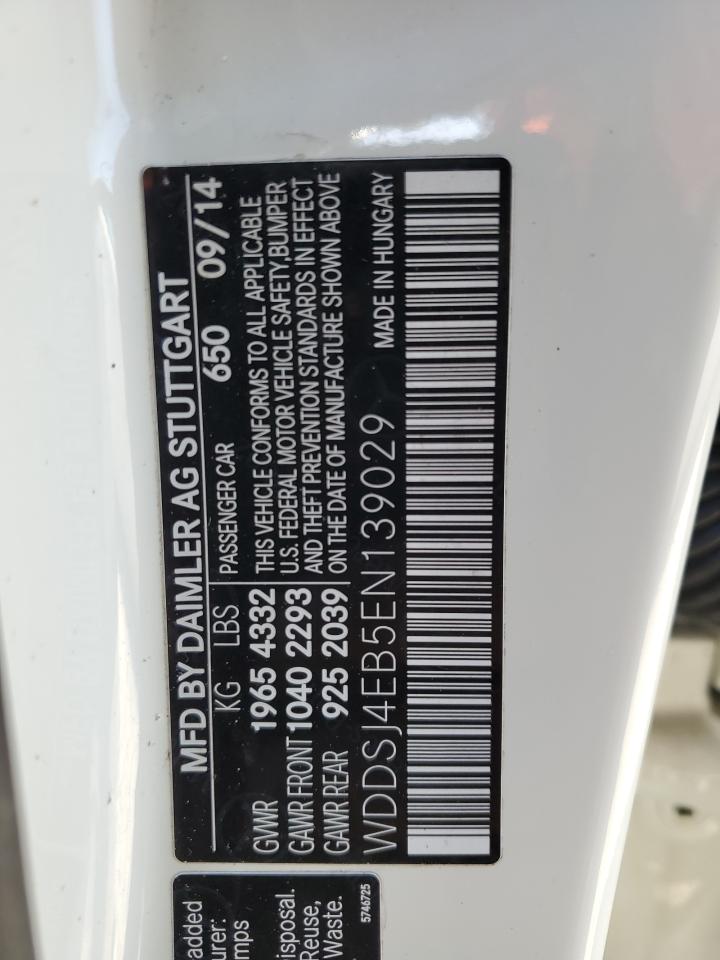 MFD BY DAIMLER AG STUTTGART
KG LBS PASSENGER CAR 650 09/14
GVWR 1965 4332 THIS VEHICLE CONFORMS TO ALL APPLICABLE
GAWR FRONT 1040 2293 U.S. FEDERAL MOTOR VEHICLE SAFETY,BUMPER
AND THEFT PREVENTION STANDARDS IN EFFECT
GAWR REAR 925 2039 ON THE DATE OF MANUFACTURE SHOWN ABOVE
WDDSJ4EB5EN139029 MADE IN HUNGARY
added
urer:
mps
isposal.
Reuse,
Waste.
5746725